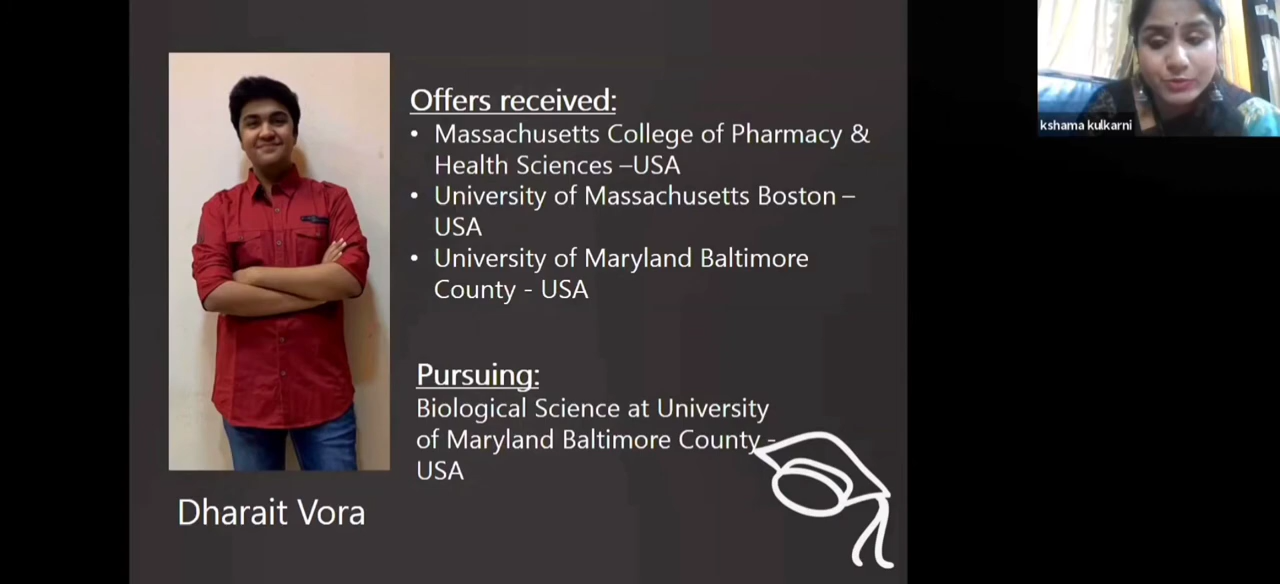 Offers received:
• Massachusetts College of Pharmacy &
Health Sciences –USA
• University of Massachusetts Boston –
USA
• University of Maryland Baltimore
County - USA
Pursuing:
Biological Science at University
of Maryland Baltimore County -
USA
Dharait Vora
kshama kulkarni